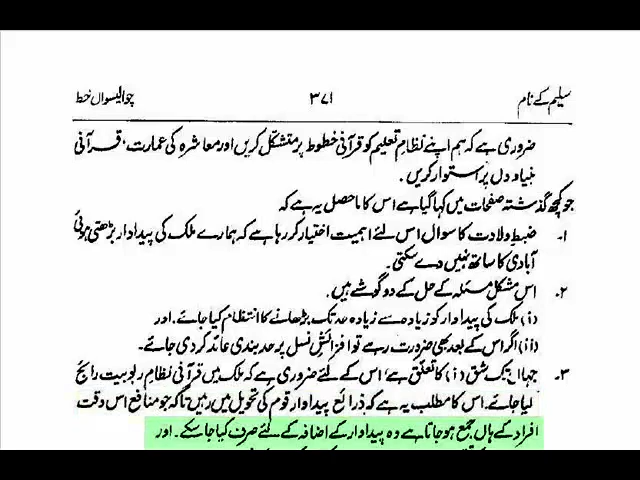 سلیم کے نام ۳۷۱ چوالیسواں خط
ضروری ہے کہ ہم اپنے نظامِ تعلیم کو قرآنی خطوط پر متشکل کریں اور معاشرہ کی عمارت، قرآنی
بنیادوں پر استوار کریں۔
جو کچھ گذشتہ صفحات میں کہا گیا ہے اس کا ماحصل یہ ہے کہ
۱۔ ضبطِ ولادت کا سوال اس لئے اہمیت اختیار کر رہا ہے کہ ہمارے ملک کی پیداوار بڑھتی ہوئی
آبادی کا ساتھ نہیں دے سکتی۔
۲۔ اس مشکل مسئلہ کے حل کے دو گوشے ہیں۔
(i) ملک کی پیداوار کو زیادہ سے زیادہ حد تک بڑھانے کا انتظام کیا جائے۔ اور
(ii) اگر اس کے بعد بھی ضرورت رہے تو افزائشِ نسل پر حد بندی عائد کر دی جائے۔
۳۔ جہاں تک شق (i) کا تعلق ہے، اس کے لئے ضروری ہے کہ ملک میں قرآنی نظامِ ربوبیت رائج
کیا جائے۔ اس کا مطلب یہ ہے کہ ذرائع پیداوار قوم کی تحویل میں رہیں تاکہ جو منافع اس وقت
افراد کے ہاں جمع ہو جاتا ہے وہ پیداوار کے اضافہ کے لئے صرف کیا جا سکے۔ اور